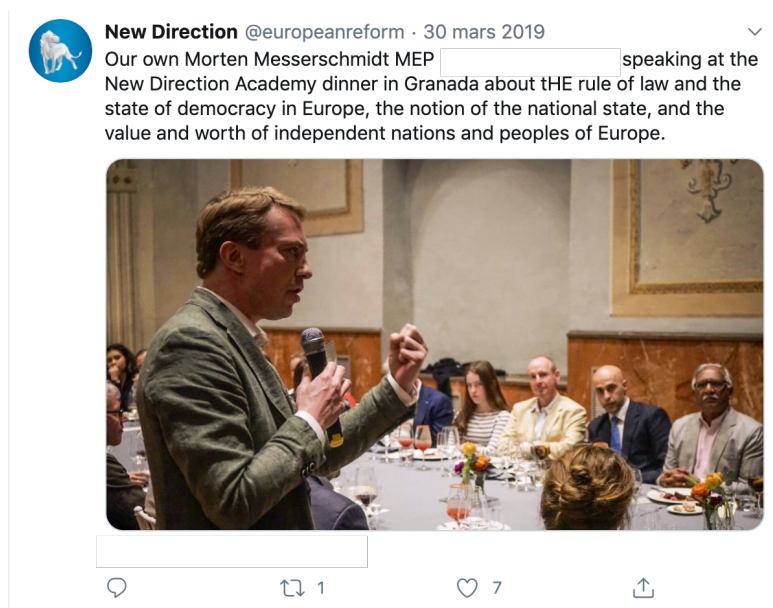 New Direction @europeanreform · 30 mars 2019
Our own Morten Messerschmidt MEP speaking at the
New Direction Academy dinner in Granada about tHE rule of law and the
state of democracy in Europe, the notion of the national state, and the
value and worth of independent nations and peoples of Europe.
1 7